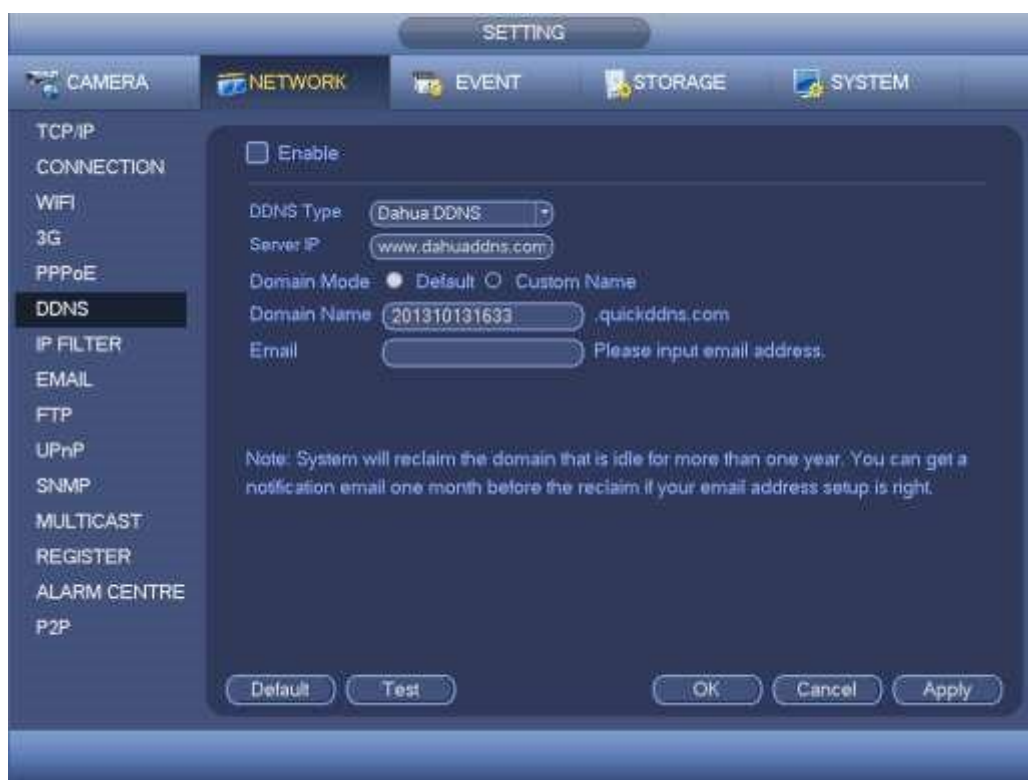 SETTING
CAMERA NETWORK EVENT STORAGE SYSTEM
TCP/IP
CONNECTION
WIFI
3G
PPPoE
DDNS
IP FILTER
EMAIL
FTP
UPnP
SNMP
MULTICAST
REGISTER
ALARM CENTRE
P2P
Enable
DDNS Type Dahua DDNS
Server IP www.dahuaddns.com
Domain Mode Default Custom Name
Domain Name 201310131633 .quickddns.com
Email Please input email address.
Note: System will reclaim the domain that is idle for more than one year. You can get a
notification email one month before the reclaim if your email address setup is right.
Default Test OK Cancel Apply